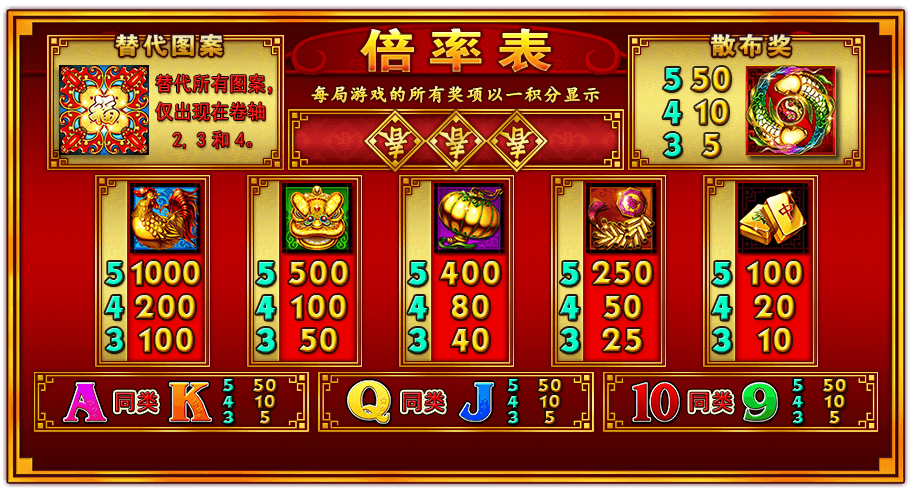 替代图案
福
替代所有图案,
仅出现在卷轴
2, 3 和 4。
倍率表
每局游戏的所有奖项以一积分显示
散布奖
5 50
4 10
3 5
5 1000
4 200
3 100
5 500
4 100
3 50
5 400
4 80
3 40
5 250
4 50
3 25
中
5 100
4 20
3 10
A 同类 K
5 50
4 10
3 5
Q 同类 J
5 50
4 10
3 5
10 同类 9
5 50
4 10
3 5